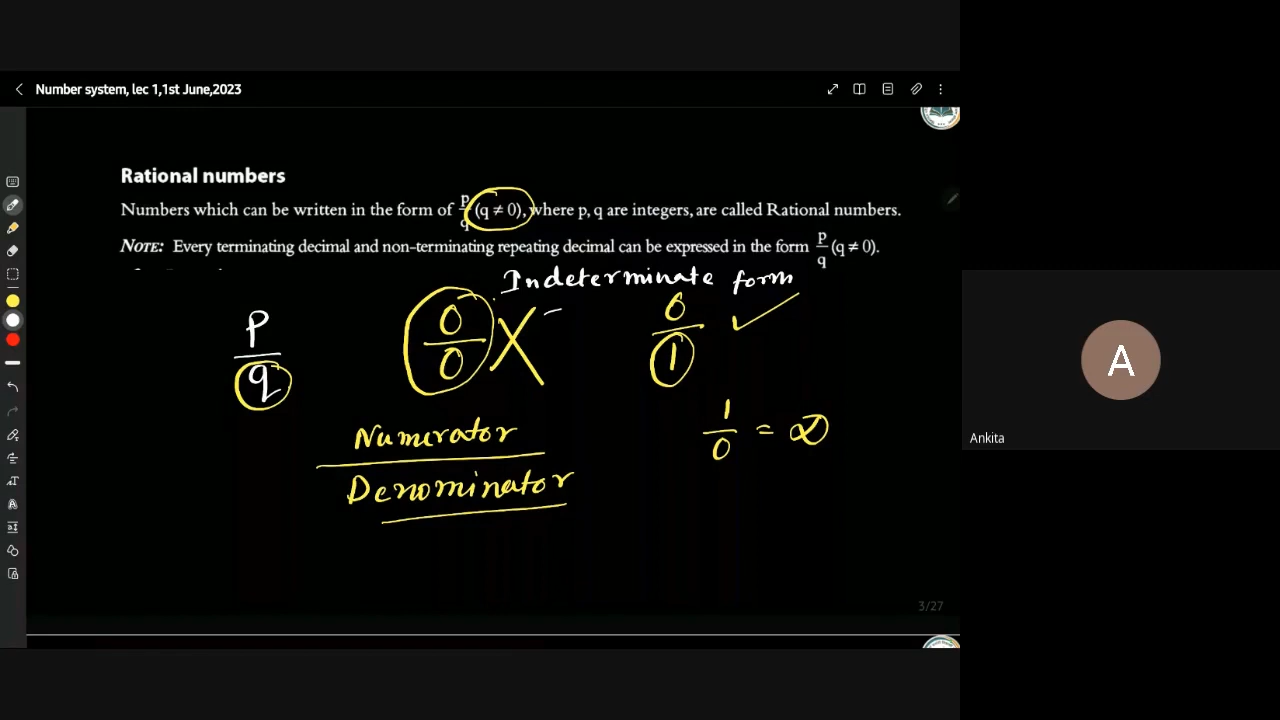 Number system, lec 1,1st June,2023
Rational numbers
Numbers which can be written in the form of p/q (q ≠ 0), where p, q are integers, are called Rational numbers.
NOTE: Every terminating decimal and non-terminating repeating decimal can be expressed in the form p/q (q ≠ 0).
Indeterminate form
p/q
0/0 X
0/1 ✓
1/0 = ∞
Numerator
Denominator
3/27
A
Ankita